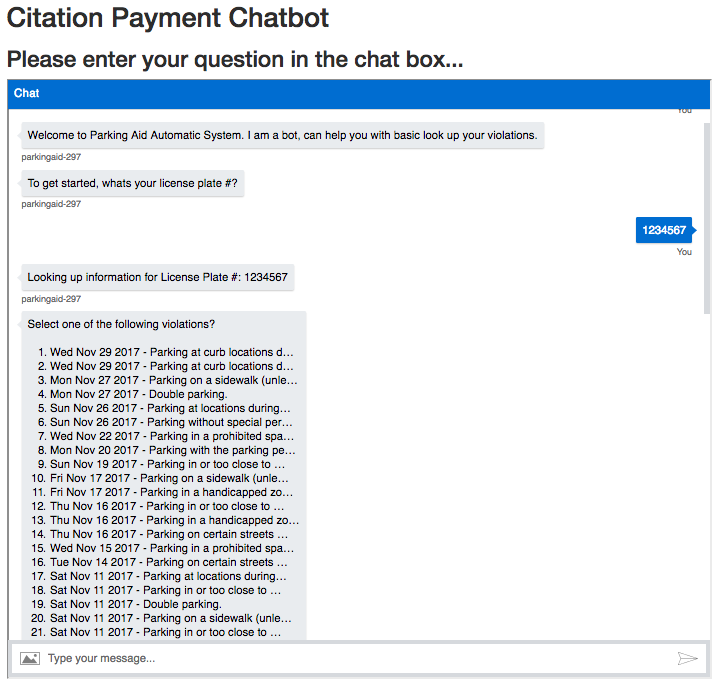 Citation Payment Chatbot
Please enter your question in the chat box...
Chat
You
Welcome to Parking Aid Automatic System. I am a bot, can help you with basic look up your violations.
parkingaid-297
To get started, whats your license plate #?
parkingaid-297
1234567
You
Looking up information for License Plate #: 1234567
parkingaid-297
Select one of the following violations?
1. Wed Nov 29 2017 - Parking at curb locations d...
2. Wed Nov 29 2017 - Parking at curb locations d...
3. Mon Nov 27 2017 - Parking on a sidewalk (unle...
4. Mon Nov 27 2017 - Double parking.
5. Sun Nov 26 2017 - Parking at locations during...
6. Sun Nov 26 2017 - Parking without special per...
7. Wed Nov 22 2017 - Parking in a prohibited spa...
8. Mon Nov 20 2017 - Parking with the parking pe...
9. Sun Nov 19 2017 - Parking in or too close to ...
10. Fri Nov 17 2017 - Parking on a sidewalk (unle...
11. Fri Nov 17 2017 - Parking in a handicapped zo...
12. Thu Nov 16 2017 - Parking in or too close to ...
13. Thu Nov 16 2017 - Parking in a handicapped zo...
14. Thu Nov 16 2017 - Parking on certain streets ...
15. Wed Nov 15 2017 - Parking in a prohibited spa...
16. Tue Nov 14 2017 - Parking on certain streets ...
17. Sat Nov 11 2017 - Parking at locations during...
18. Sat Nov 11 2017 - Parking in or too close to ...
19. Sat Nov 11 2017 - Double parking.
20. Sat Nov 11 2017 - Parking on a sidewalk (unle...
21. Sat Nov 11 2017 - Parking in or too close to ...
Type your message...